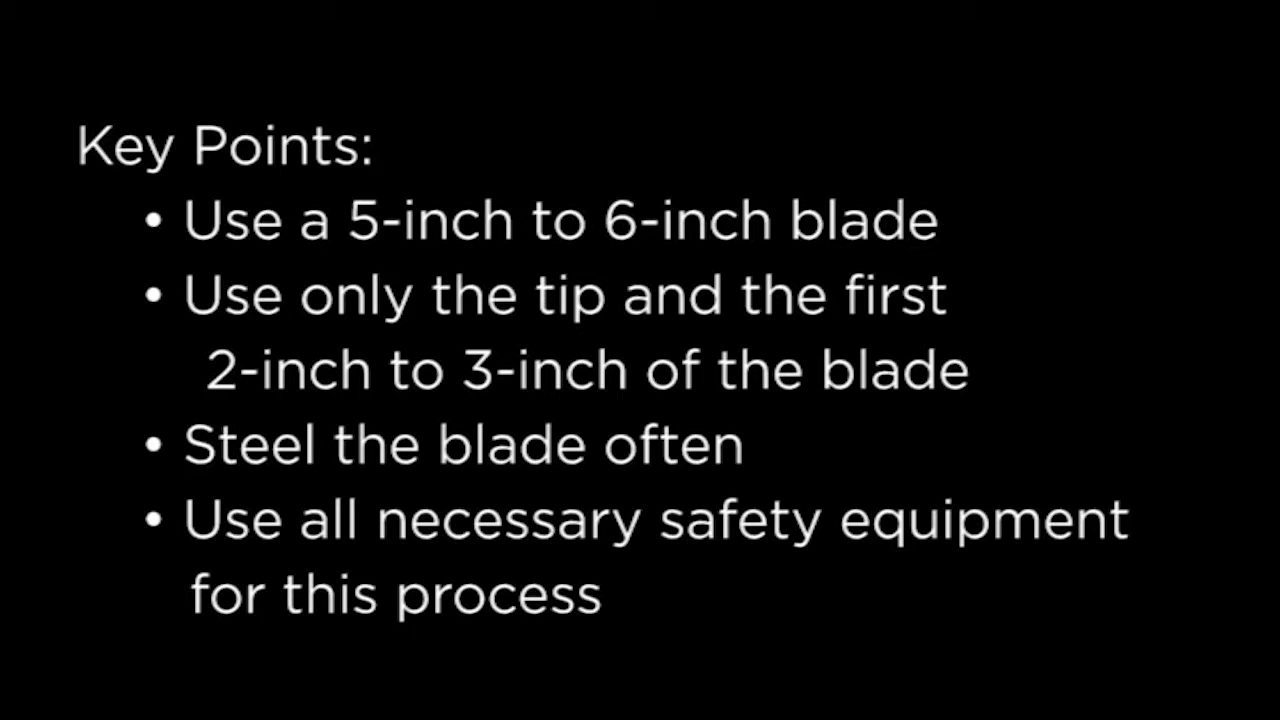 Key Points:
• Use a 5-inch to 6-inch blade
• Use only the tip and the first
2-inch to 3-inch of the blade
• Steel the blade often
• Use all necessary safety equipment
for this process